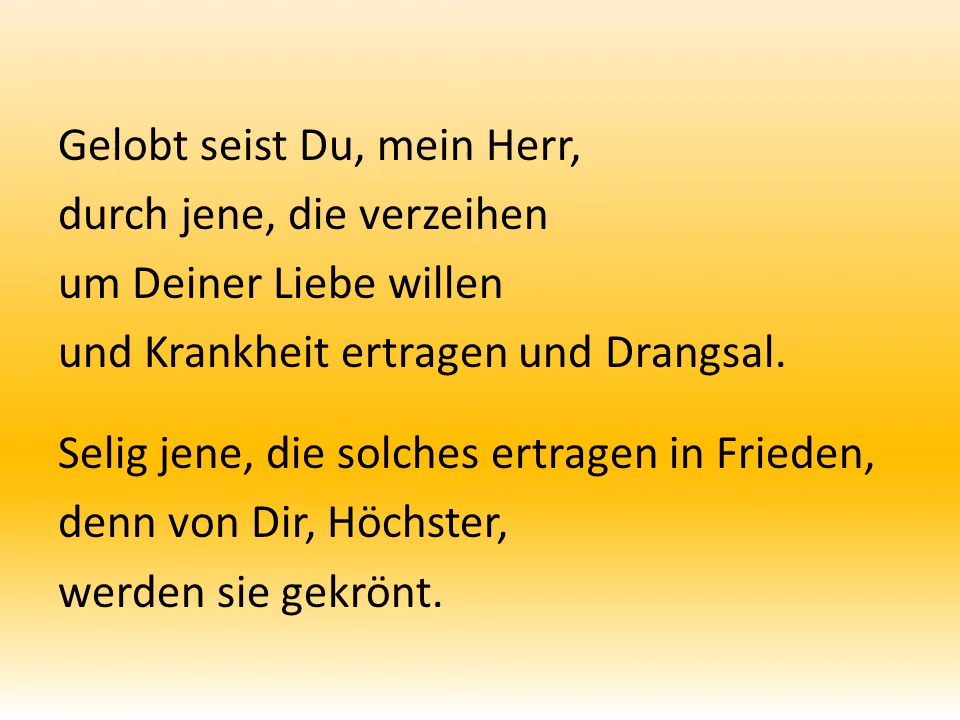 Gelobt seist Du, mein Herr,
durch jene, die verzeihen
um Deiner Liebe willen
und Krankheit ertragen und Drangsal.
Selig jene, die solches ertragen in Frieden,
denn von Dir, Höchster,
werden sie gekrönt.